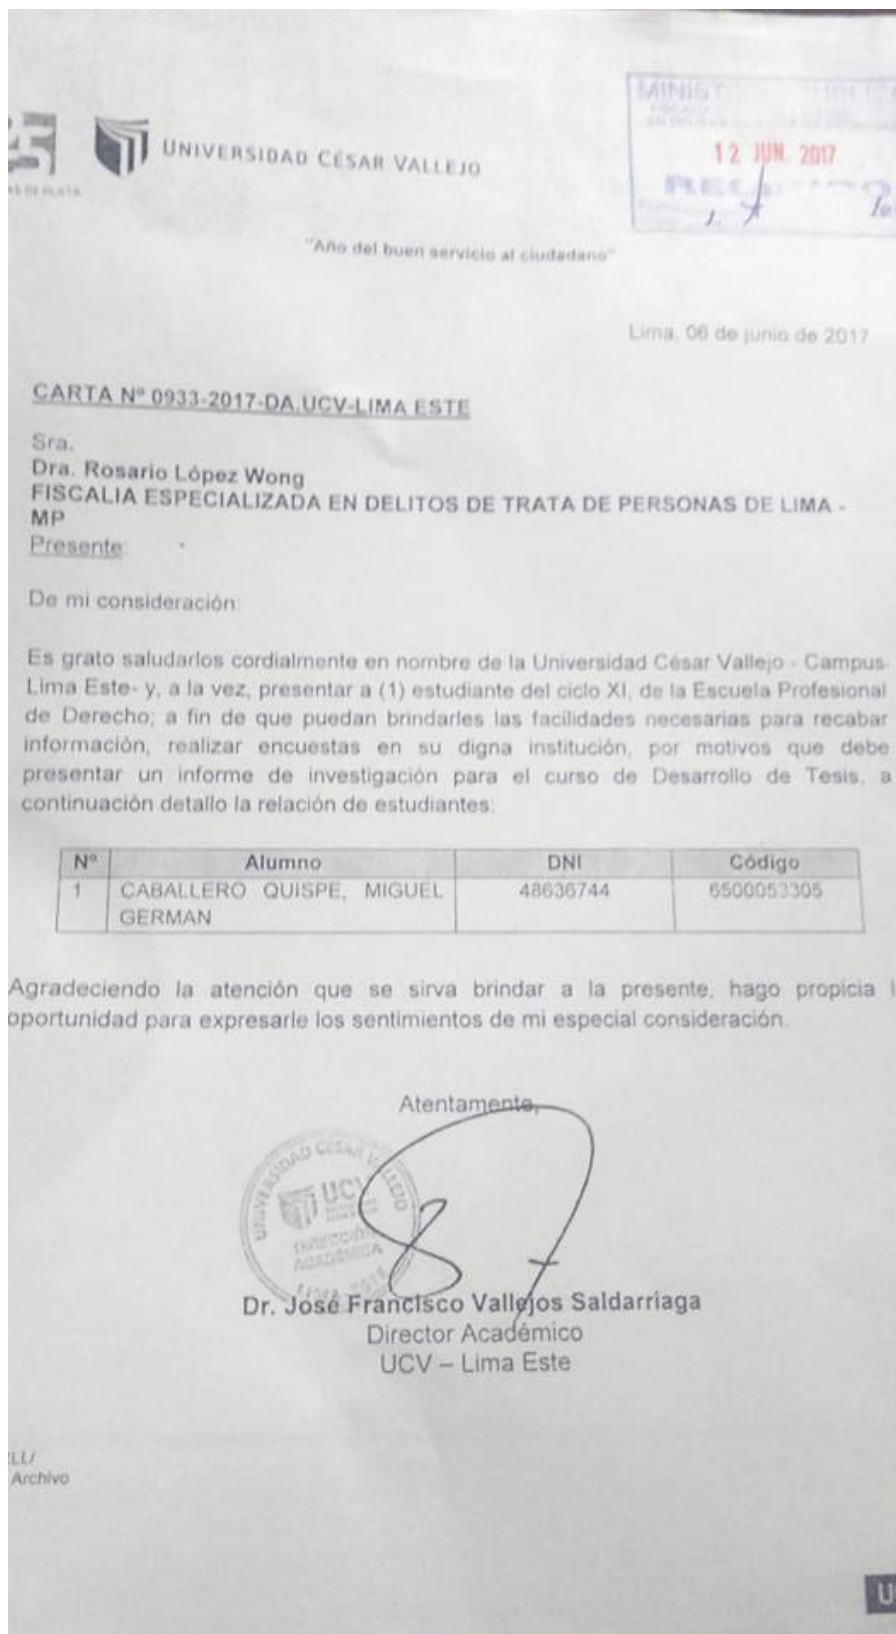 UNIVERSIDAD CÉSAR VALLEJO
MINIST
12 JUN. 2017
"Año del buen servicio al ciudadano"
Lima, 06 de junio de 2017
CARTA Nº 0933-2017-DA.UCV-LIMA ESTE
Sra.
Dra. Rosario López Wong
FISCALIA ESPECIALIZADA EN DELITOS DE TRATA DE PERSONAS DE LIMA -
MP
Presente:
De mi consideración:
Es grato saludarlos cordialmente en nombre de la Universidad César Vallejo - Campus
Lima Este- y, a la vez, presentar a (1) estudiante del ciclo XI, de la Escuela Profesional
de Derecho; a fin de que puedan brindarles las facilidades necesarias para recabar
información, realizar encuestas en su digna institución, por motivos que debe
presentar un informe de investigación para el curso de Desarrollo de Tesis, a
continuación detallo la relación de estudiantes:
Nº Alumno DNI Código
1 CABALLERO QUISPE, MIGUEL 48636744 6500053305
GERMAN
Agradeciendo la atención que se sirva brindar a la presente, hago propicia l
oportunidad para expresarle los sentimientos de mi especial consideración.
Atentamente,
UNIVERSIDAD CÉSAR VALLEJO
UCV
DIRECCIÓN
ACADÉMICA
Dr. José Francisco Vallejos Saldarriaga
Director Académico
UCV – Lima Este
Archivo
U